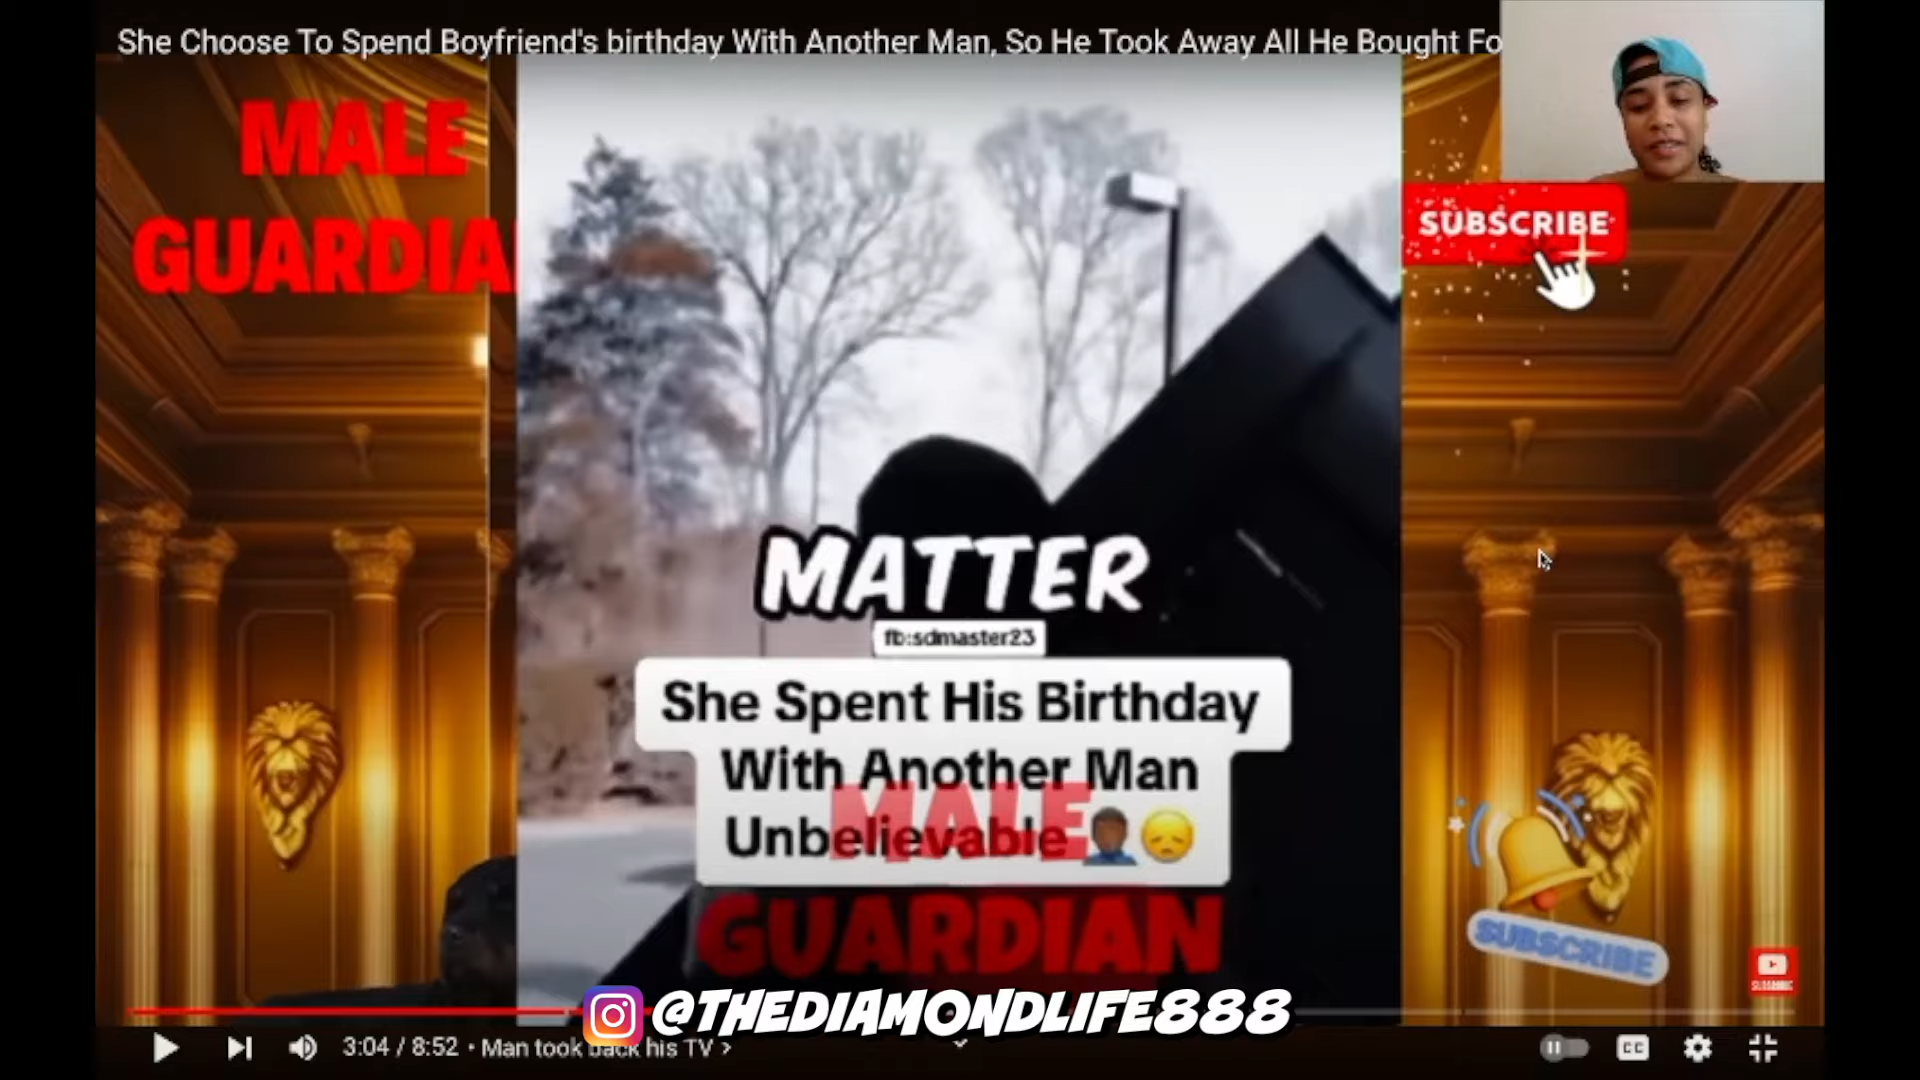 She Choose To Spend Boyfriend's birthday With Another Man, So He Took Away All He Bought Fo
MALE
GUARDIA
SUBSCRIBE
MATTER
fb:sdmaster23
She Spent His Birthday
With Another Man
Unbelievable
MALE
GUARDIAN
SUBSCRIBE
SUBSCRIBE
@THEDIAMONDLIFE888
3:04 / 8:52 • Man took back his TV >
CC